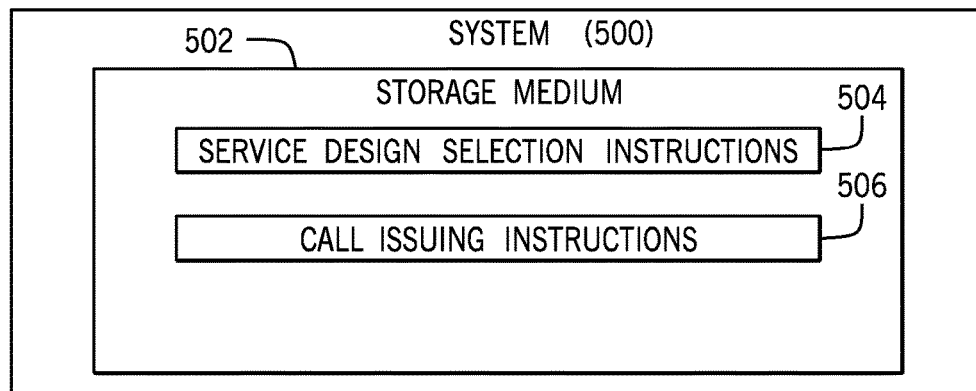 SYSTEM (500)
502
STORAGE MEDIUM
504
SERVICE DESIGN SELECTION INSTRUCTIONS
506
CALL ISSUING INSTRUCTIONS